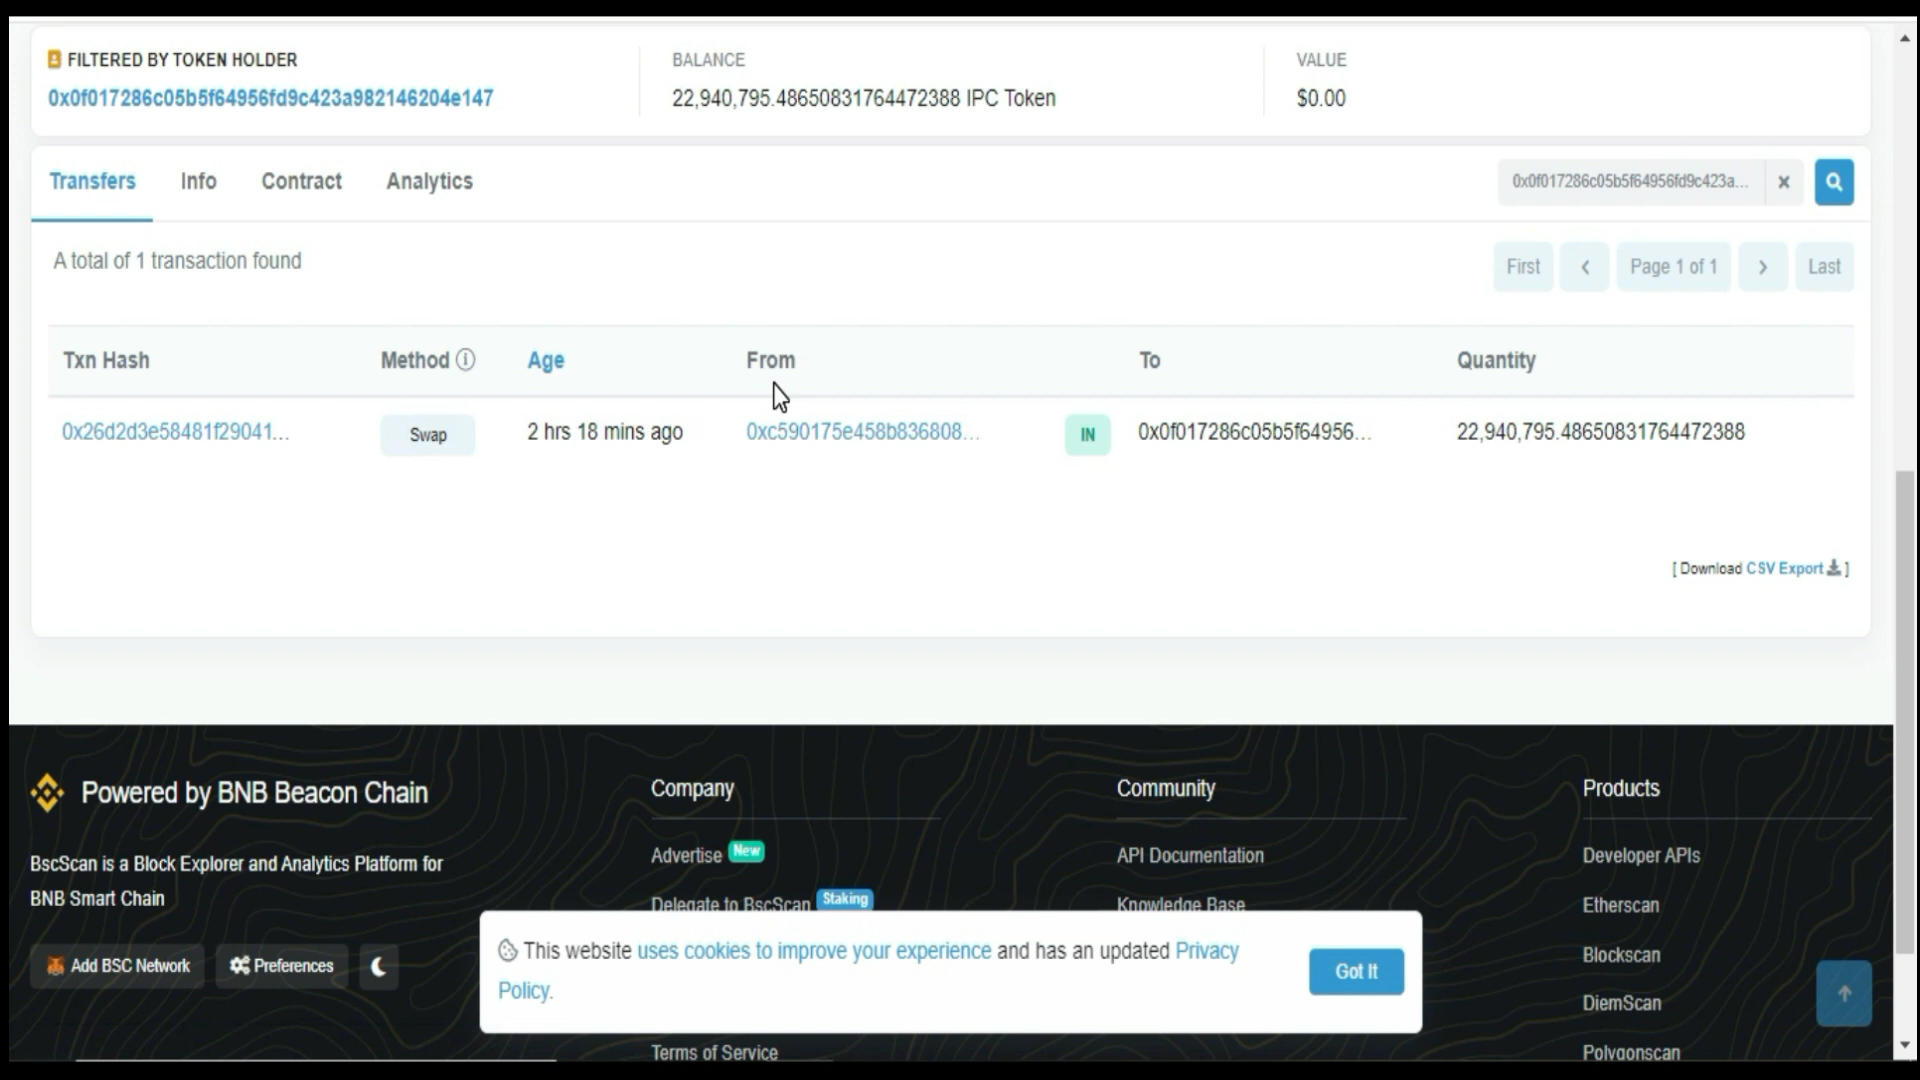 FILTERED BY TOKEN HOLDER
0x0f017286c05b5f64956fd9c423a982146204e147
BALANCE
22,940,795.48650831764472388 IPC Token
VALUE
$0.00
Transfers Info Contract Analytics
0x0f017286c05b5f64956fd9c423a...
A total of 1 transaction found
First Page 1 of 1 Last
Txn Hash Method Age From To Quantity
0x26d2d3e58481f29041... Swap 2 hrs 18 mins ago 0xc590175e458b836808... IN 0x0f017286c05b5f64956... 22,940,795.48650831764472388
[ Download CSV Export ]
Powered by BNB Beacon Chain
BscScan is a Block Explorer and Analytics Platform for
BNB Smart Chain
Add BSC Network Preferences
Company
Advertise New
Delegate to BscScan Staking
Terms of Service
Community
API Documentation
Knowledge Base
Products
Developer APIs
Etherscan
Blockscan
DiemScan
Polygonscan
This website uses cookies to improve your experience and has an updated Privacy
Policy.
Got It